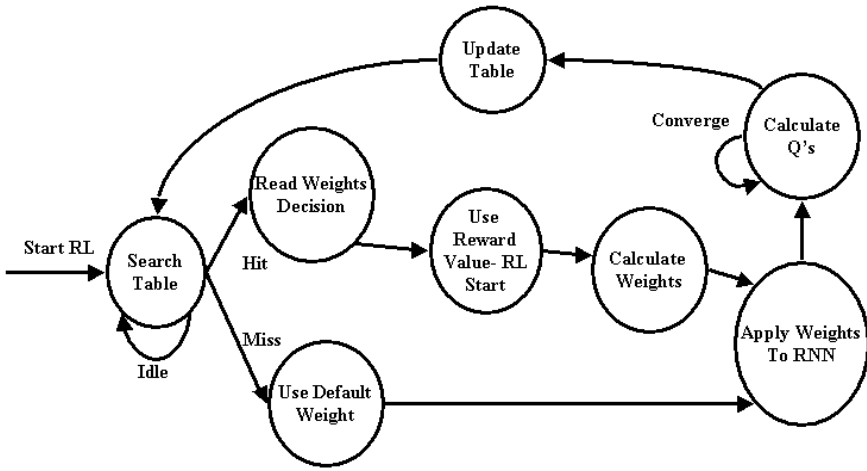 Update
Table
Converge
Calculate
Q's
Read Weights
Decision
Use
Reward
Value- RL
Start
Start RL
Search
Table
Hit
Calculate
Weights
Idle
Miss
Use Default
Weight
Apply Weights
To RNN